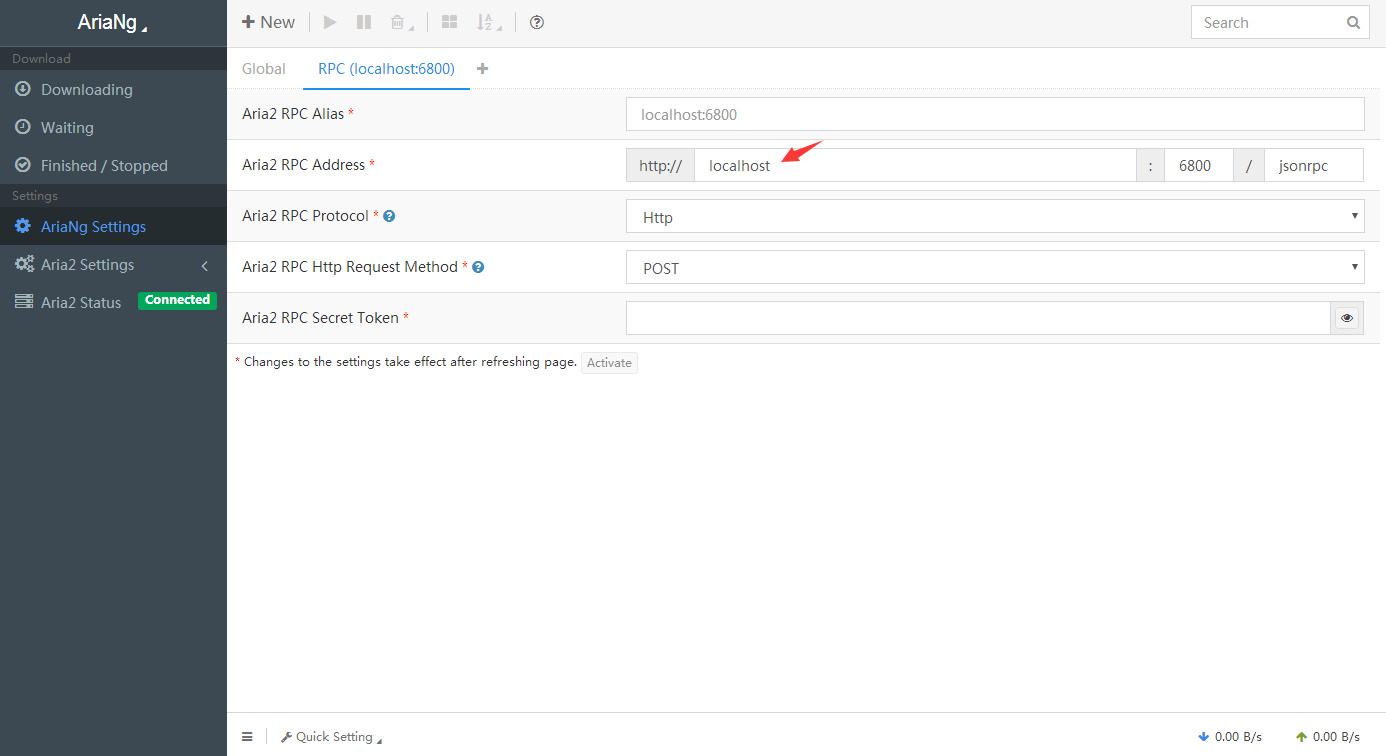 AriaNg
New
Search
Download
Downloading
Waiting
Finished / Stopped
Settings
AriaNg Settings
Aria2 Settings
Aria2 Status Connected
Global RPC (localhost:6800)
Aria2 RPC Alias * localhost:6800
Aria2 RPC Address * http:// localhost : 6800 / jsonrpc
Aria2 RPC Protocol * Http
Aria2 RPC Http Request Method * POST
Aria2 RPC Secret Token *
* Changes to the settings take effect after refreshing page. Activate
Quick Setting 0.00 B/s 0.00 B/s